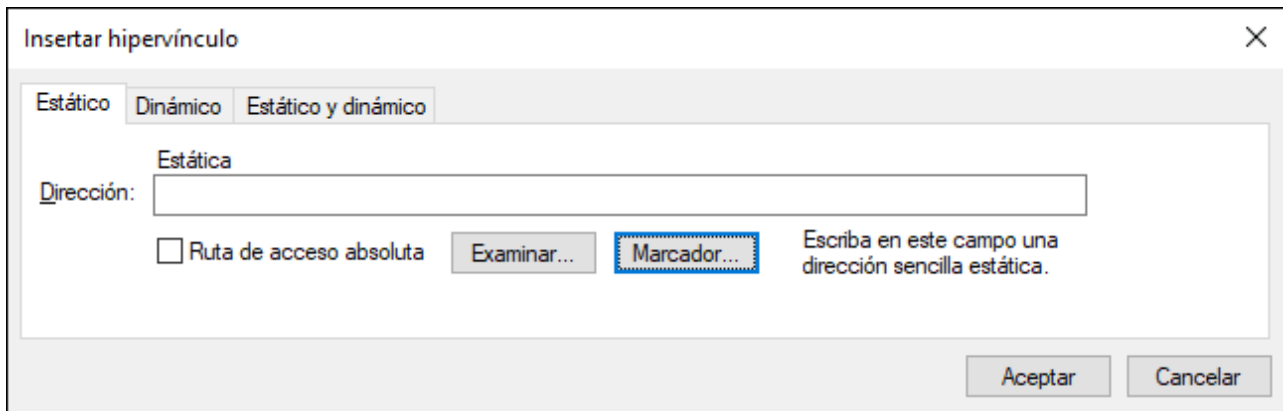 Insertar hipervínculo
Estático Dinámico Estático y dinámico
Estática
Dirección:
Ruta de acceso absoluta Examinar... Marcador... Escriba en este campo una
dirección sencilla estática.
Aceptar Cancelar